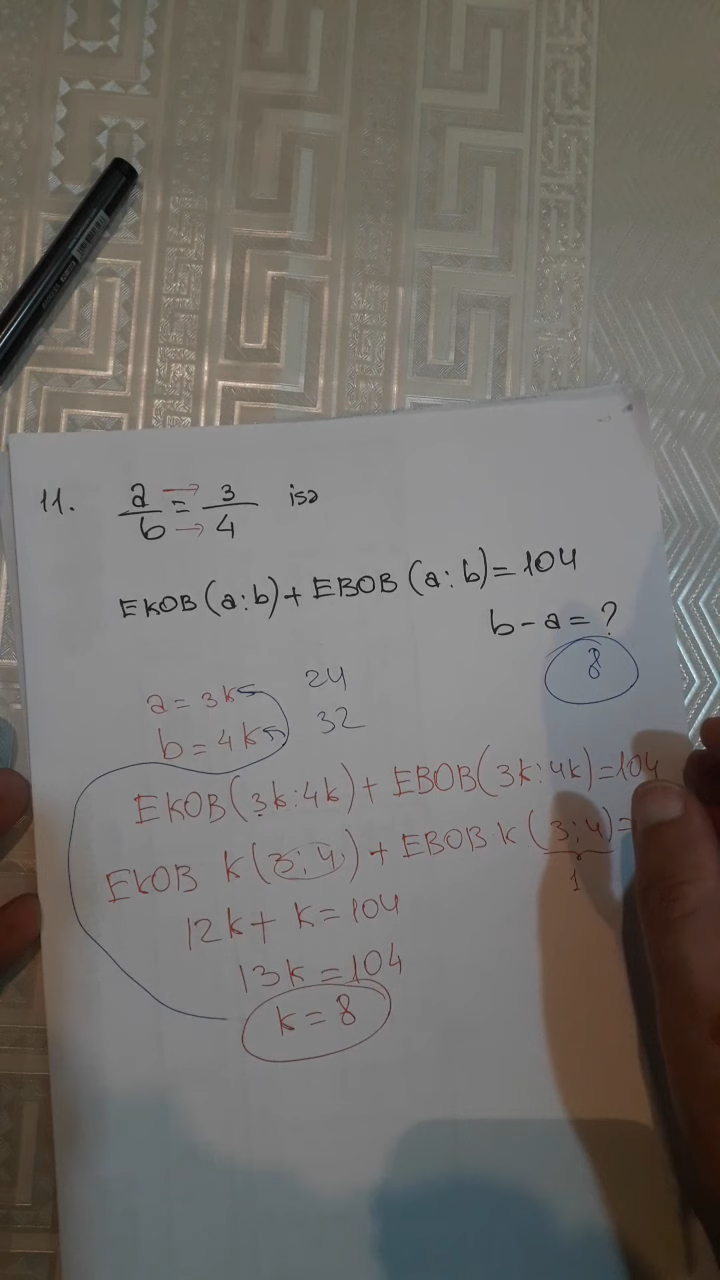 11. a/b = 3/4 isə
EKOB (a:b) + EBOB (a:b) = 104
b - a = ?
8
a = 3k 24
b = 4k 32
EKOB (3k:4k) + EBOB (3k:4k) = 104
EKOB k (3;4) + EBOB k (3;4) =
1
12k + k = 104
13k = 104
k = 8